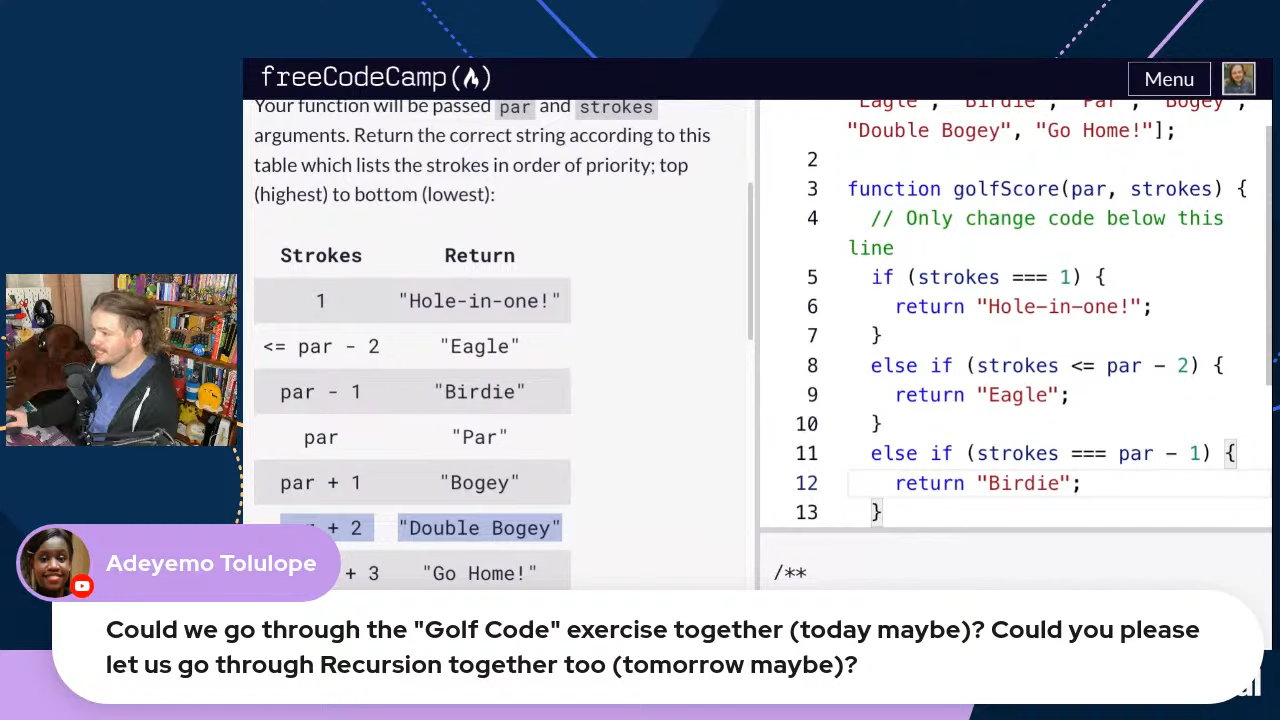 freeCodeCamp(🔥)
Menu
Your function will be passed par and strokes
arguments. Return the correct string according to this
table which lists the strokes in order of priority; top
(highest) to bottom (lowest):
Strokes Return
1 "Hole-in-one!"
<= par - 2 "Eagle"
par - 1 "Birdie"
par "Par"
par + 1 "Bogey"
+ 2 "Double Bogey"
+ 3 "Go Home!"
"Eagle", "Birdie", "Par", "Bogey",
"Double Bogey", "Go Home!"];
2
3 function golfScore(par, strokes) {
4 // Only change code below this
line
5 if (strokes === 1) {
6 return "Hole-in-one!";
7 }
8 else if (strokes <= par - 2) {
9 return "Eagle";
10 }
11 else if (strokes === par - 1) {
12 return "Birdie";
13 }
/**
Adeyemo Tolulope
Could we go through the "Golf Code" exercise together (today maybe)? Could you please
let us go through Recursion together too (tomorrow maybe)?